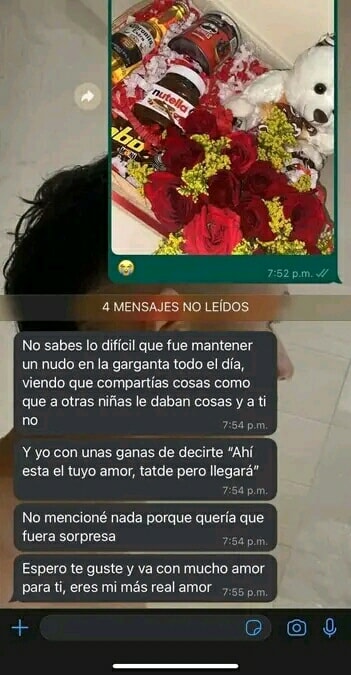 nutella
bo
7:52 p.m.
4 MENSAJES NO LEÍDOS
No sabes lo difícil que fue mantener
un nudo en la garganta todo el día,
viendo que compartías cosas como
que a otras niñas le daban cosas y a ti
no
7:54 p.m.
Y yo con unas ganas de decirte “Ahí
esta el tuyo amor, tatde pero llegará”
7:54 p.m.
No mencioné nada porque quería que
fuera sorpresa
7:54 p.m.
Espero te guste y va con mucho amor
para ti, eres mi más real amor
7:55 p.m.